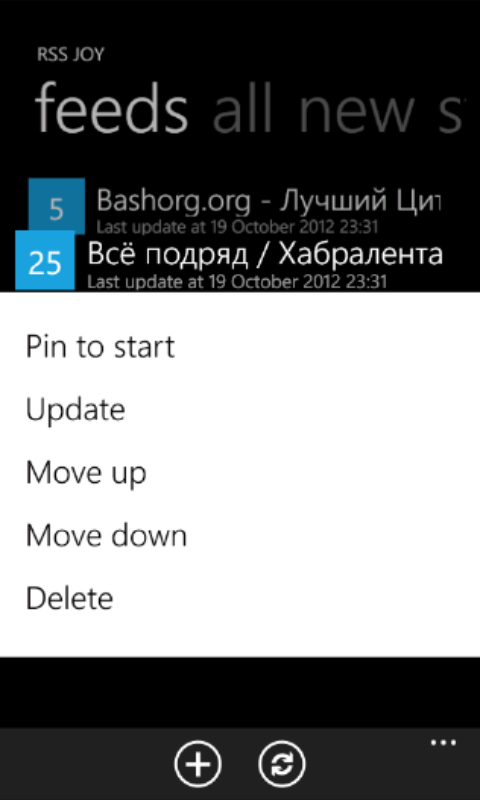 RSS JOY
feeds all new s
5
Bashorg.org - Лучший Ци
Last update at 19 October 2012 23:31
25
Всё подряд / Хабралента
Last update at 19 October 2012 23:31
Pin to start
Update
Move up
Move down
Delete